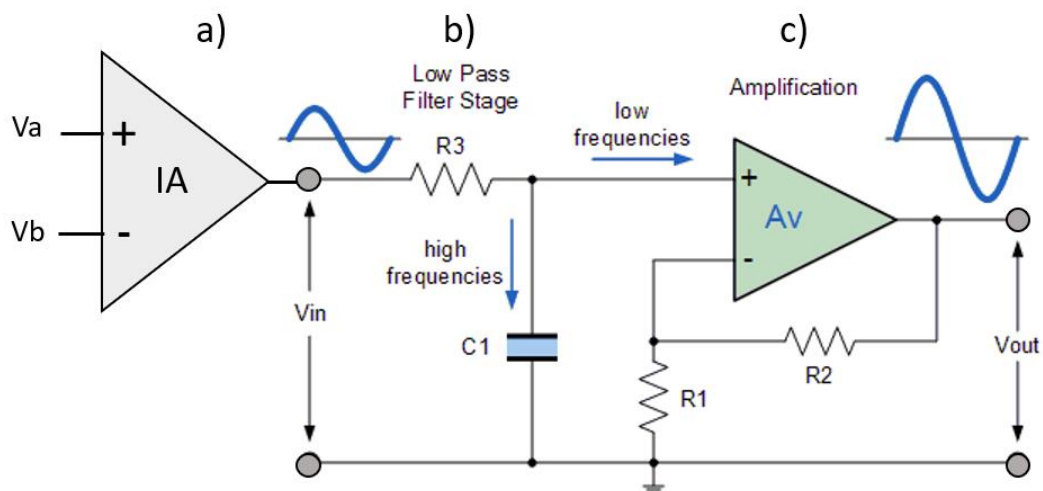 a)
b)
c)
Low Pass
Filter Stage
Amplification
low
frequencies
R3
Va
+
IA
Vb
-
+
Av
-
high
frequencies
Vin
C1
R2
R1
Vout